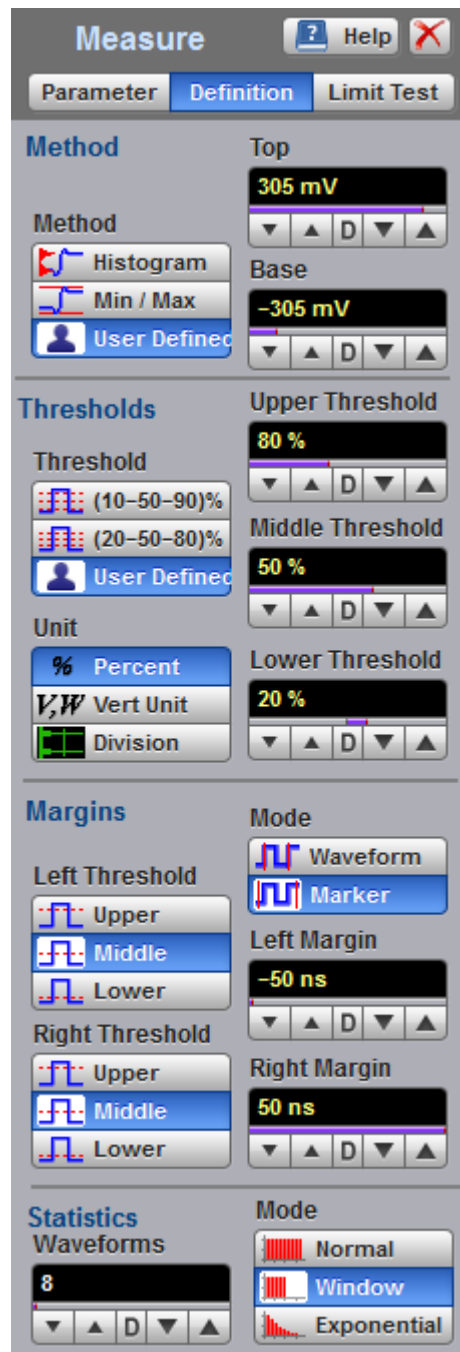 Measure
? Help
Parameter Definition Limit Test
Method
Method
Histogram
Min / Max
User Defined
Top
305 mV
D
Base
−305 mV
D
Thresholds
Threshold
(10−50−90)%
(20−50−80)%
User Defined
Unit
% Percent
V,W Vert Unit
Division
Upper Threshold
80 %
D
Middle Threshold
50 %
D
Lower Threshold
20 %
D
Margins
Left Threshold
Upper
Middle
Lower
Right Threshold
Upper
Middle
Lower
Mode
Waveform
Marker
Left Margin
−50 ns
D
Right Margin
50 ns
D
Statistics
Waveforms
8
D
Mode
Normal
Window
Exponential